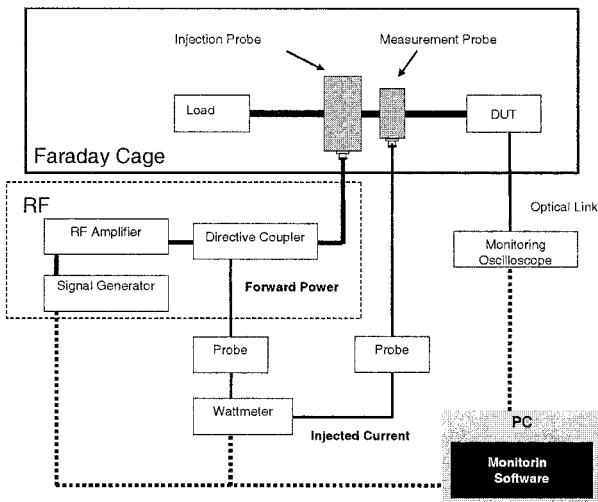 Injection Probe
Measurement Probe
Load
DUT
Faraday Cage
RF
Optical Link
RF Amplifier
Directive Coupler
Monitoring
Oscilloscope
Signal Generator
Forward Power
Probe
Probe
Wattmeter
Injected Current
PC
Monitorin
Software